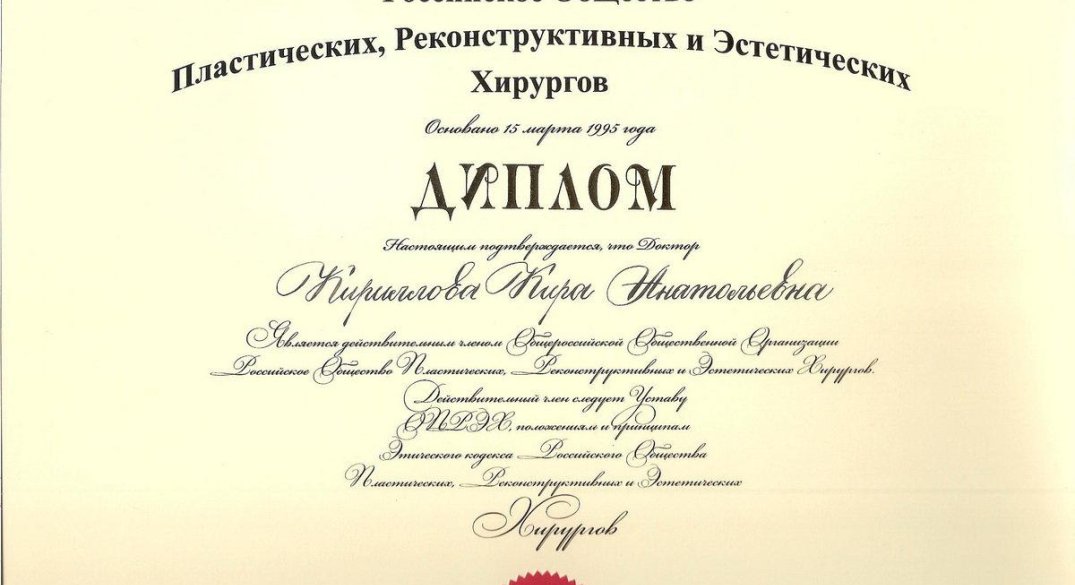 Российское Общество
Пластических, Реконструктивных и Эстетических
Хирургов
Основано 15 марта 1995 года
ДИПЛОМ
Настоящим подтверждается, что Доктор
Кириллова Кира Анатольевна
Является действительным членом Общероссийской Общественной Организации
Российское Общество Пластических, Реконструктивных и Эстетических Хирургов.
Действительный член следует Уставу
ОПРЭХ, положениям и принципам
Этического кодекса Российского Общества
Пластических, Реконструктивных и Эстетических
Хирургов